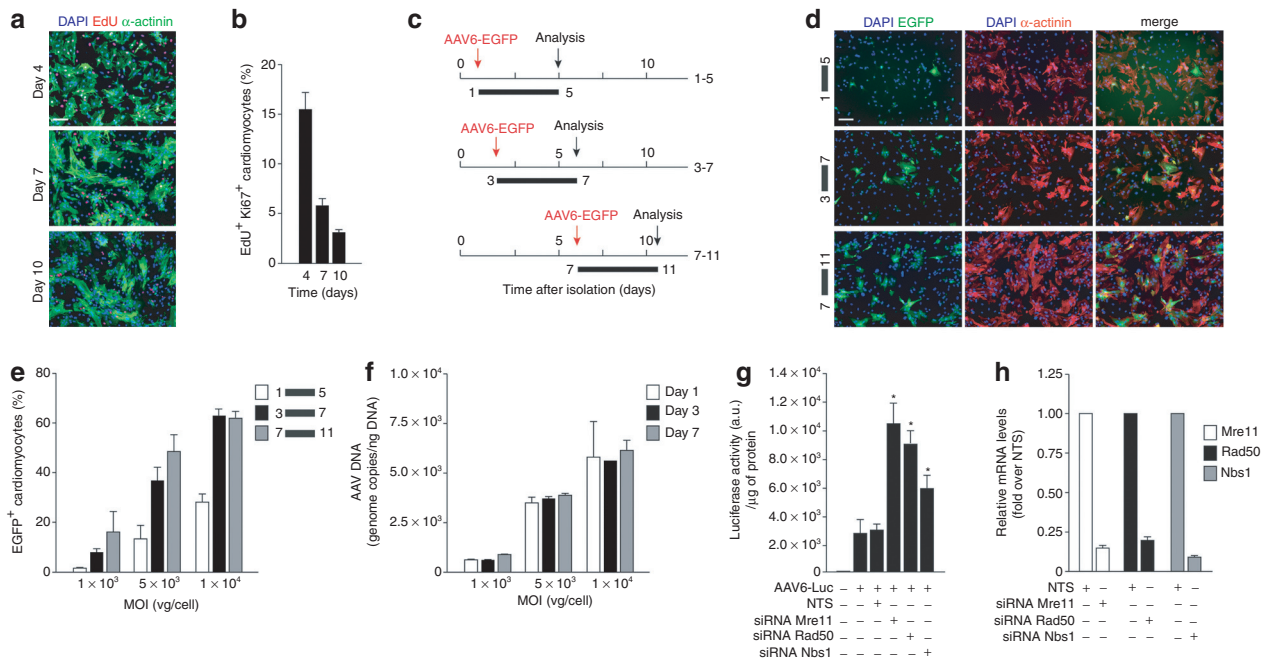 a
DAPI EdU α-actinin
Day 4
Day 7
Day 10
b
EdU⁺ Ki67⁺ cardiomyocytes (%)
20
15
10
5
0
4 7 10
Time (days)
c
AAV6-EGFP Analysis
0 10
1-5
1 5
AAV6-EGFP Analysis
0 5 10
3-7
3 7
AAV6-EGFP Analysis
0 5 10
7-11
7 11
Time after isolation (days)
d
DAPI EGFP DAPI α-actinin merge
1 5
3 7
7 11
e
EGFP⁺ cardiomyocytes (%)
80
60
40
20
0
1 5
3 7
7 11
1 × 10³ 5 × 10³ 1 × 10⁴
MOI (vg/cell)
f
AAV DNA
(genome copies/ng DNA)
1.0 × 10⁴
7.5 × 10³
5.0 × 10³
2.5 × 10³
0
Day 1
Day 3
Day 7
1 × 10³ 5 × 10³ 1 × 10⁴
MOI (vg/cell)
g
Luciferase activity (a.u.)
/µg of protein
1.4 × 10⁴
1.2 × 10⁴
1.0 × 10⁴
8.0 × 10³
6.0 × 10³
4.0 × 10³
2.0 × 10³
0
* * *
AAV6-Luc – + + + + +
NTS – – + – – –
siRNA Mre11 – – – + – –
siRNA Rad50 – – – – + –
siRNA Nbs1 – – – – – +
h
Relative mRNA levels
(fold over NTS)
1.25
1.00
0.75
0.50
0.25
0
Mre11
Rad50
Nbs1
NTS + – + – + –
siRNA Mre11 – + – – – –
siRNA Rad50 – – – + – –
siRNA Nbs1 – – – – – +